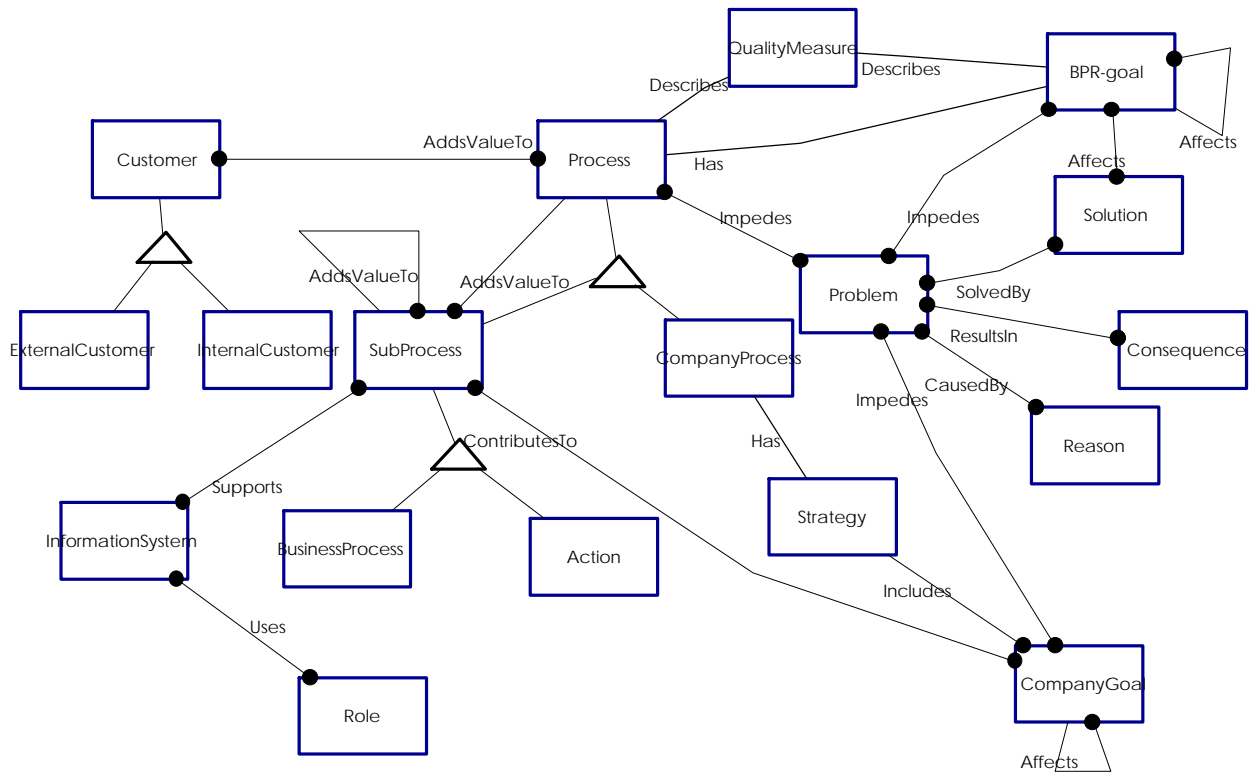 QualityMeasure
Describes
BPR-goal
Describes
AddsValueTo
Affects
Customer
Process
Has
Affects
Impedes
Impedes
Solution
AddsValueTo
AddsValueTo
Problem
SolvedBy
ResultsIn
ExternalCustomer
InternalCustomer
SubProcess
CompanyProcess
Consequence
CausedBy
Impedes
ContributesTo
Has
Reason
Supports
Strategy
InformationSystem
BusinessProcess
Action
Includes
Uses
CompanyGoal
Role
Affects